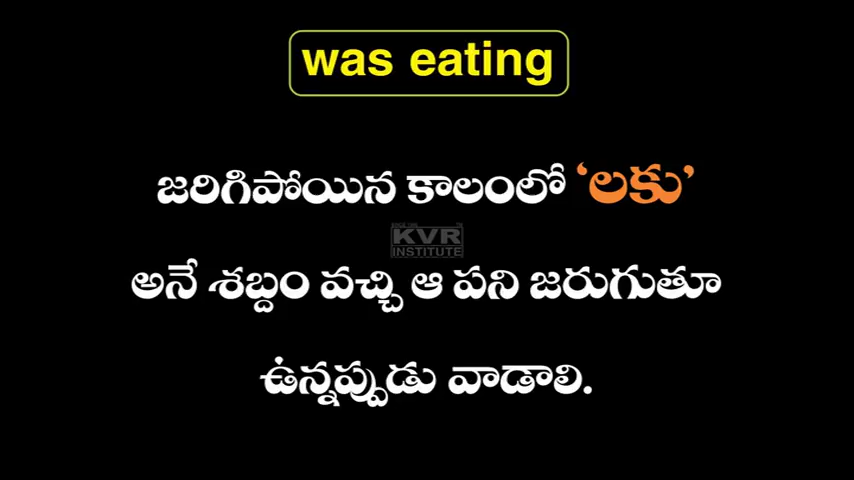 was eating
జరిగిపోయిన కాలంలో ‘లకు’
KVR
INSTITUTE
అనే శబ్దం వచ్చి ఆ పని జరుగుతూ
ఉన్నప్పుడు వాడాలి.